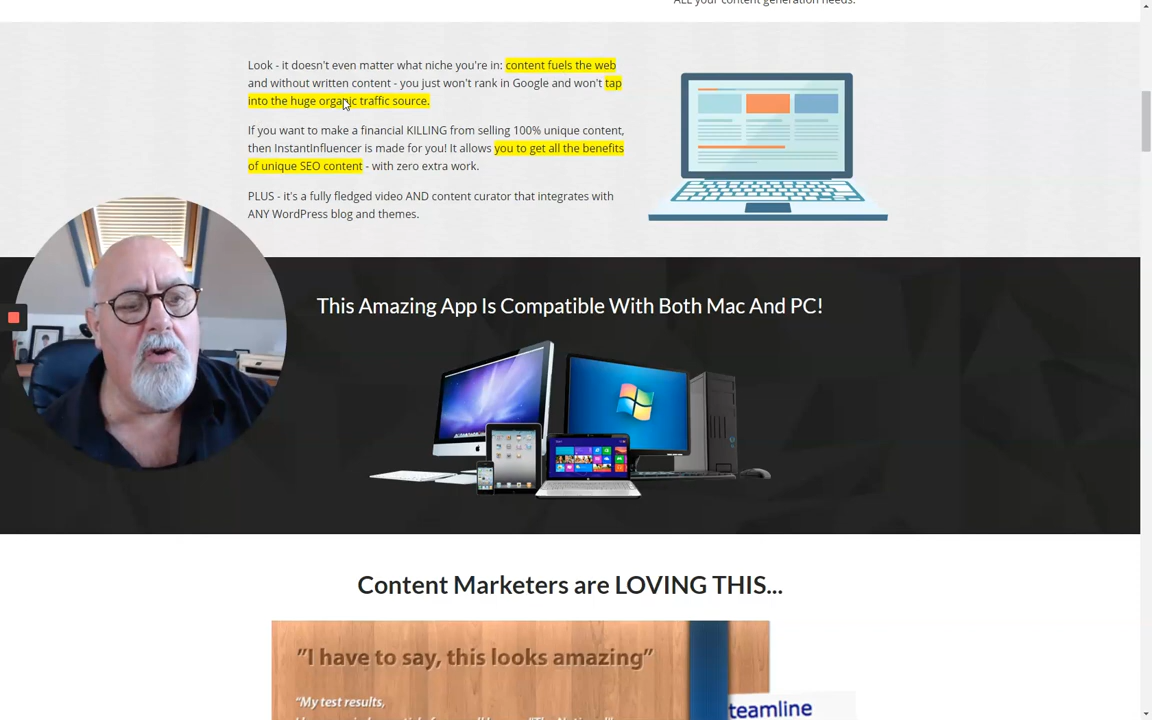 ALL your content generation needs.
Look - it doesn't even matter what niche you're in: content fuels the web
and without written content - you just won't rank in Google and won't tap
into the huge organic traffic source.
If you want to make a financial KILLING from selling 100% unique content,
then InstantInfluencer is made for you! It allows you to get all the benefits
of unique SEO content - with zero extra work.
PLUS - it's a fully fledged video AND content curator that integrates with
ANY WordPress blog and themes.
This Amazing App Is Compatible With Both Mac And PC!
Content Marketers are LOVING THIS...
"I have to say, this looks amazing"
"My test results,
teamline